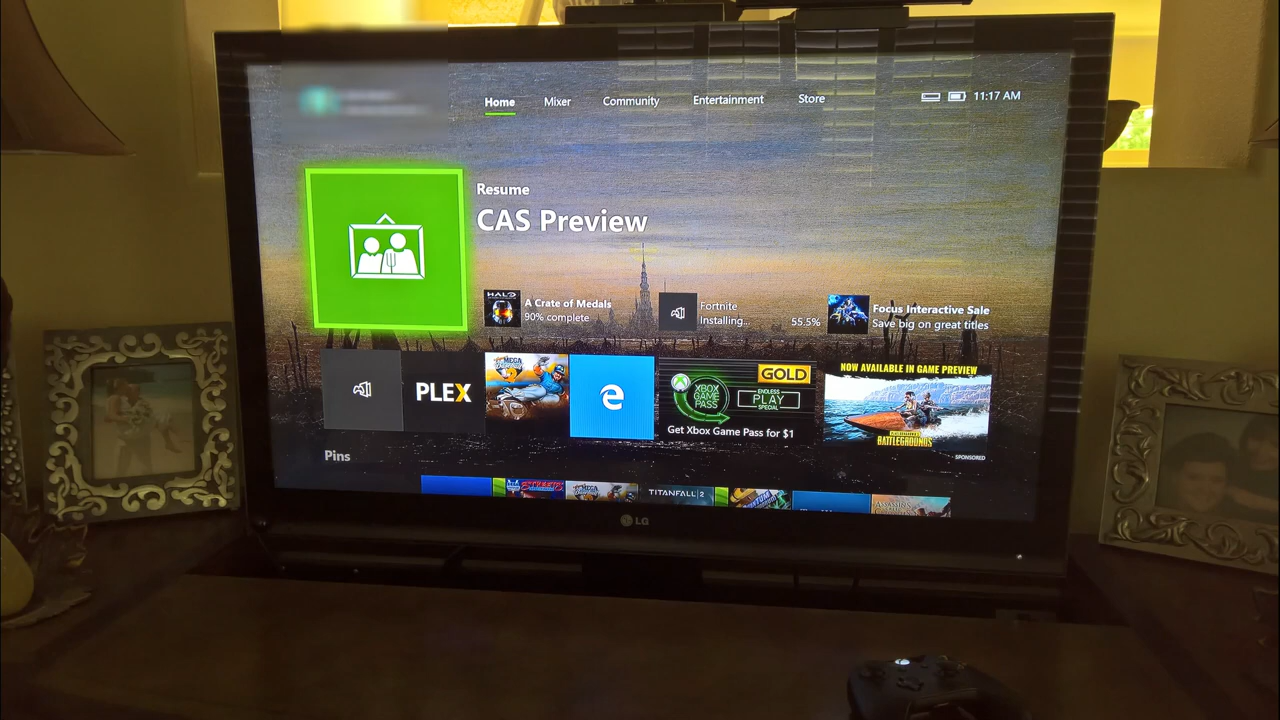 Home
Mixer
Community
Entertainment
Store
11:17 AM
Resume
CAS Preview
HALO
A Crate of Medals
90% complete
Fortnite
Installing...
55.5%
Focus Interactive Sale
Save big on great titles
PLEX
MEGA
e
GOLD
XBOX
GAME
PASS
ENDLESS
PLAY
SPECIAL
Get Xbox Game Pass for $1
NOW AVAILABLE IN GAME PREVIEW
BATTLEGROUNDS
SPONSORED
Pins
TITANFALL 2
LG